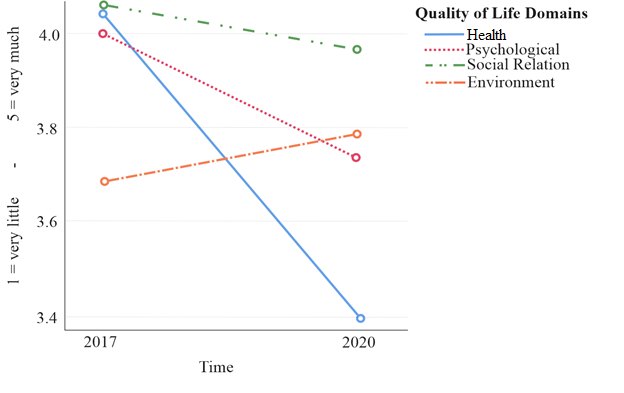 Quality of Life Domains
Health
Psychological
Social Relation
Environment
1 = very little - 5 = very much
4.0
3.8
3.6
3.4
2017 2020
Time